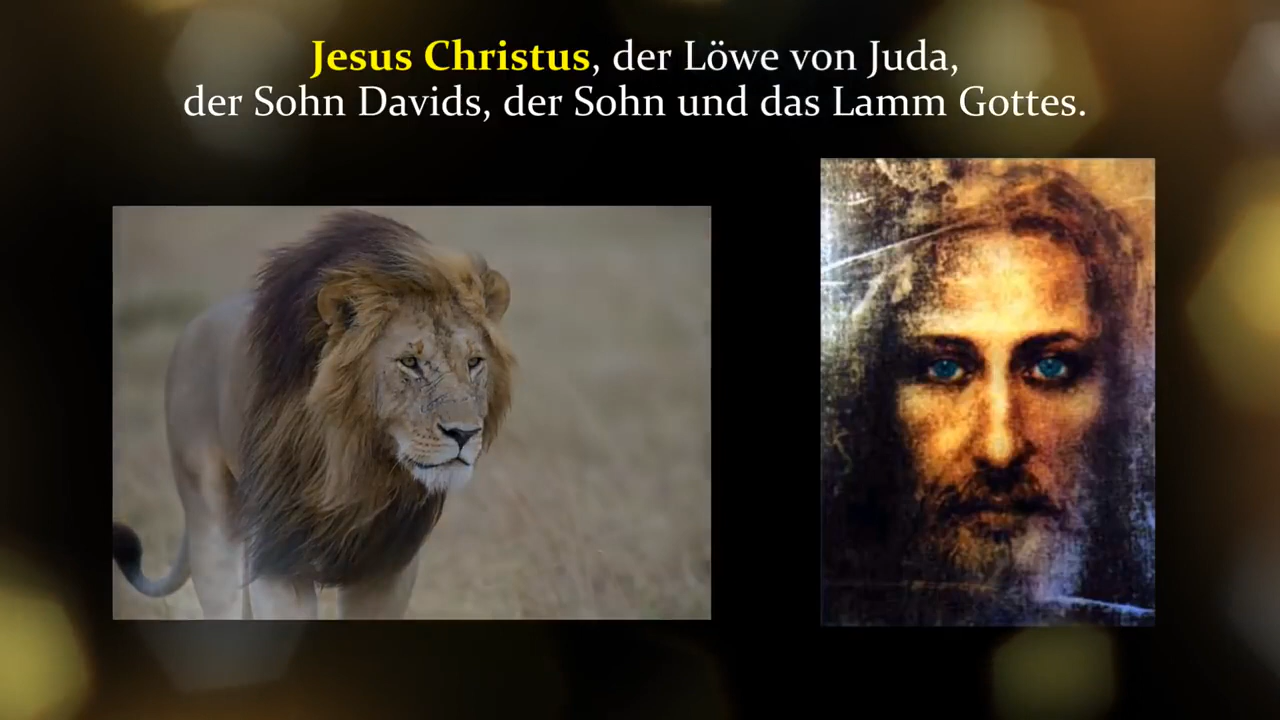 Jesus Christus, der Löwe von Juda,
der Sohn Davids, der Sohn und das Lamm Gottes.